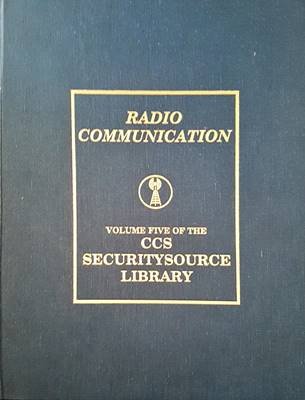 RADIO
COMMUNICATION
VOLUME FIVE OF THE
CCS
SECURITYSOURCE
LIBRARY